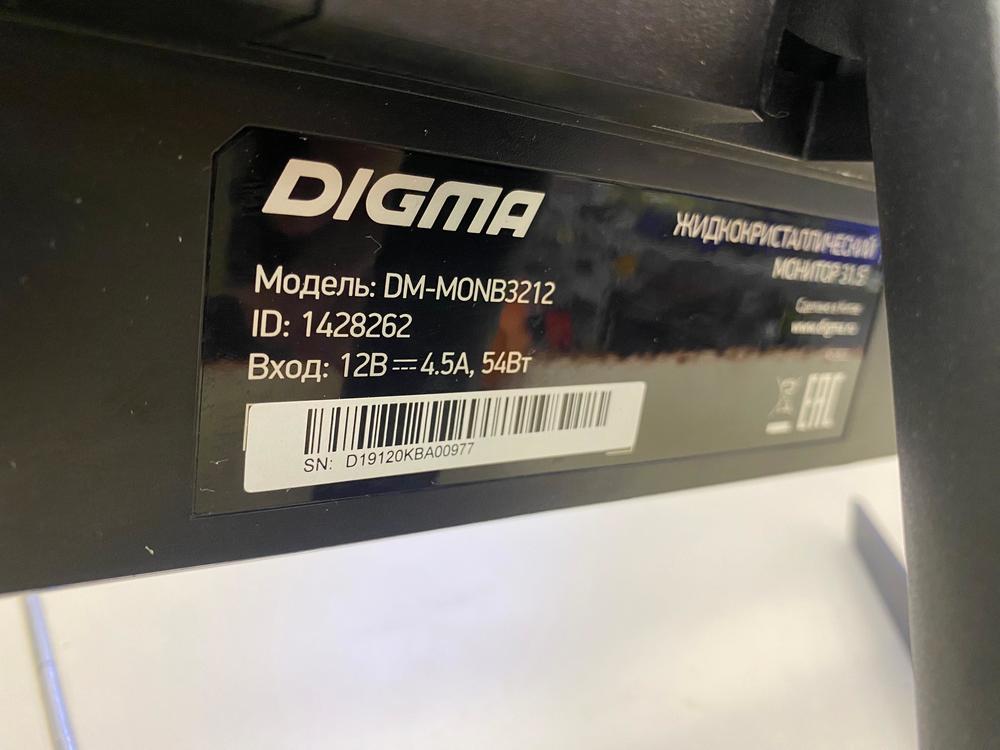 DIGMA
Модель: DM-MONB3212
ID: 1428262
Вход: 12В 4.5А, 54Вт
SN: D19120KBA00977
ЖИДКОКРИСТАЛЛИЧЕСКИЙ
МОНИТОР 31.5"
Сделано в Китае
www.digma.ru
EAC